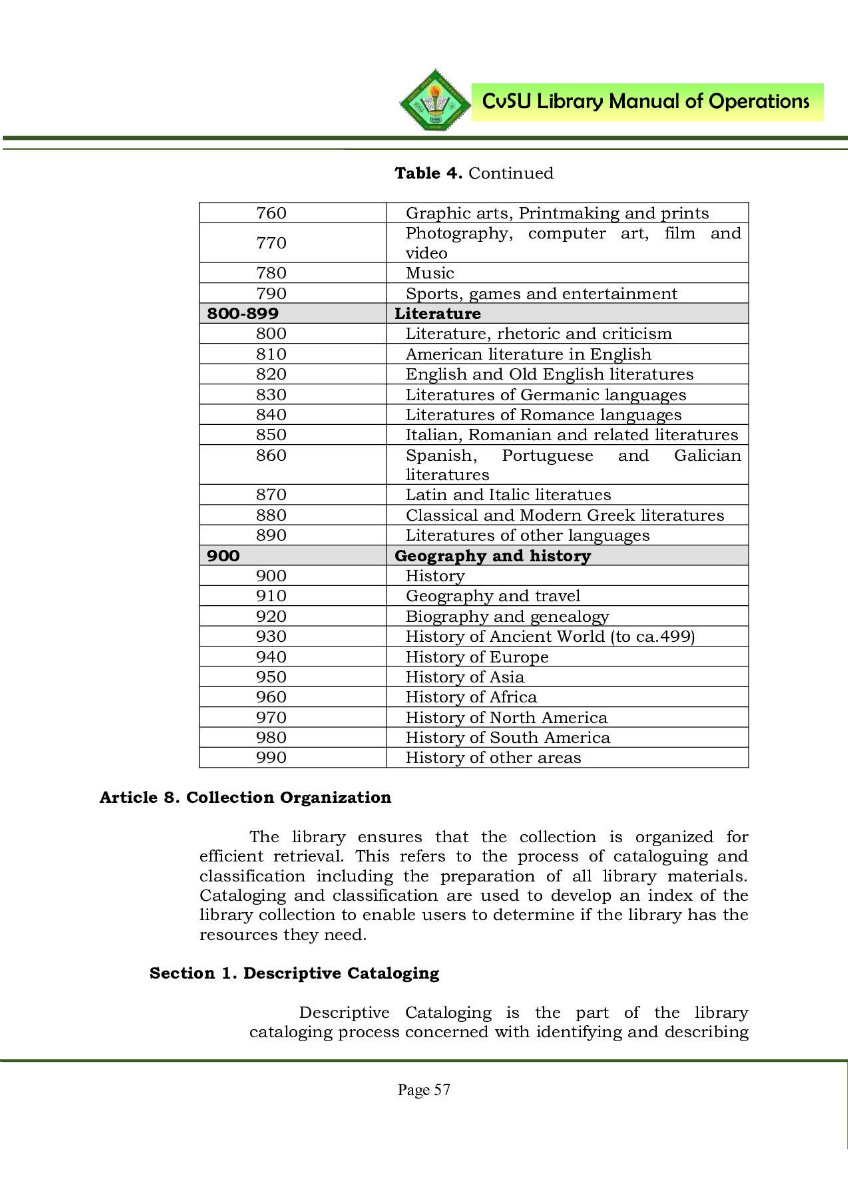 CvSU Library Manual of Operations
Table 4. Continued
760 Graphic arts, Printmaking and prints
770 Photography, computer art, film and
video
780 Music
790 Sports, games and entertainment
800-899 Literature
800 Literature, rhetoric and criticism
810 American literature in English
820 English and Old English literatures
830 Literatures of Germanic languages
840 Literatures of Romance languages
850 Italian, Romanian and related literatures
860 Spanish, Portuguese and Galician
literatures
870 Latin and Italic literatues
880 Classical and Modern Greek literatures
890 Literatures of other languages
900 Geography and history
900 History
910 Geography and travel
920 Biography and genealogy
930 History of Ancient World (to ca.499)
940 History of Europe
950 History of Asia
960 History of Africa
970 History of North America
980 History of South America
990 History of other areas
Article 8. Collection Organization
The library ensures that the collection is organized for
efficient retrieval. This refers to the process of cataloguing and
classification including the preparation of all library materials.
Cataloging and classification are used to develop an index of the
library collection to enable users to determine if the library has the
resources they need.
Section 1. Descriptive Cataloging
Descriptive Cataloging is the part of the library
cataloging process concerned with identifying and describing
Page 57